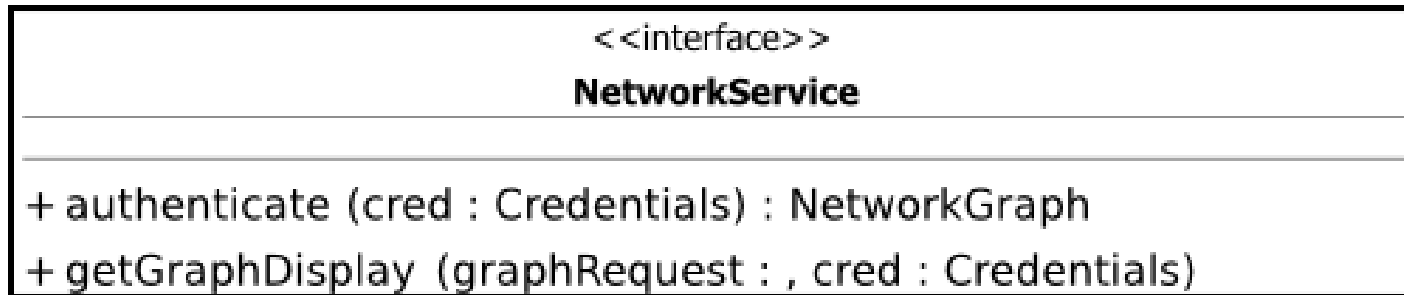 <<interface>>
NetworkService
+ authenticate (cred : Credentials) : NetworkGraph
+ getGraphDisplay (graphRequest : , cred : Credentials)